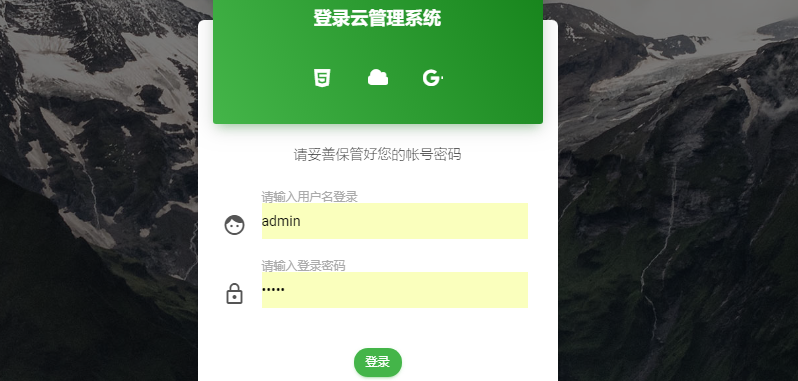 登录云管理系统
请妥善保管好您的帐号密码
请输入用户名登录
admin
请输入登录密码
•••••
登录